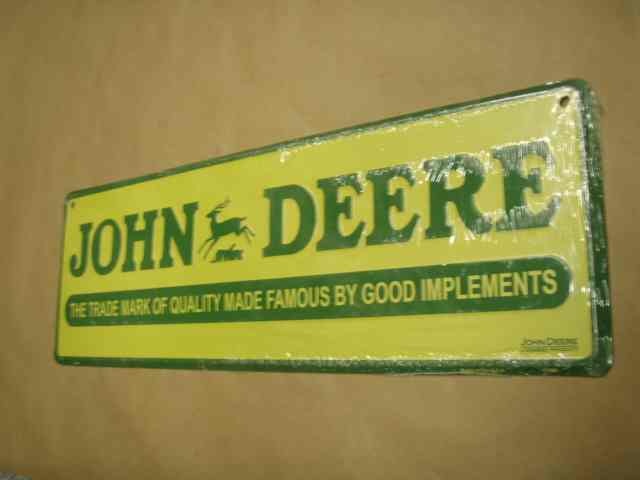 JOHN DEERE
THE TRADE MARK OF QUALITY MADE FAMOUS BY GOOD IMPLEMENTS
JOHN DEERE